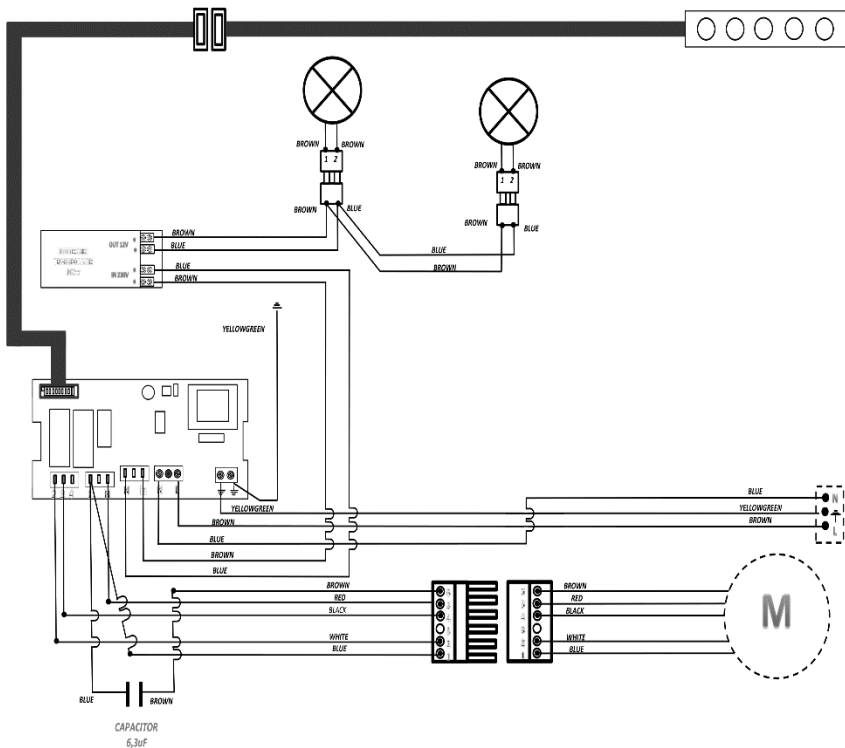 BROWN
BROWN
1 2
BROWN
BROWN
1 2
BROWN
BLUE
BROWN
BLUE
BROWN
OUT 12V
BLUE
BLUE
BROWN
BLUE
IN 230V
BROWN
YELLOWGREEN
BLUE
N
YELLOWGREEN
YELLOWGREEN
BROWN
BROWN
L
BLUE
BROWN
BLUE
BROWN
BROWN
RED
RED
BLACK
BLACK
M
WHITE
WHITE
BLUE
BLUE
BLUE
BROWN
CAPACITOR
6,3uF